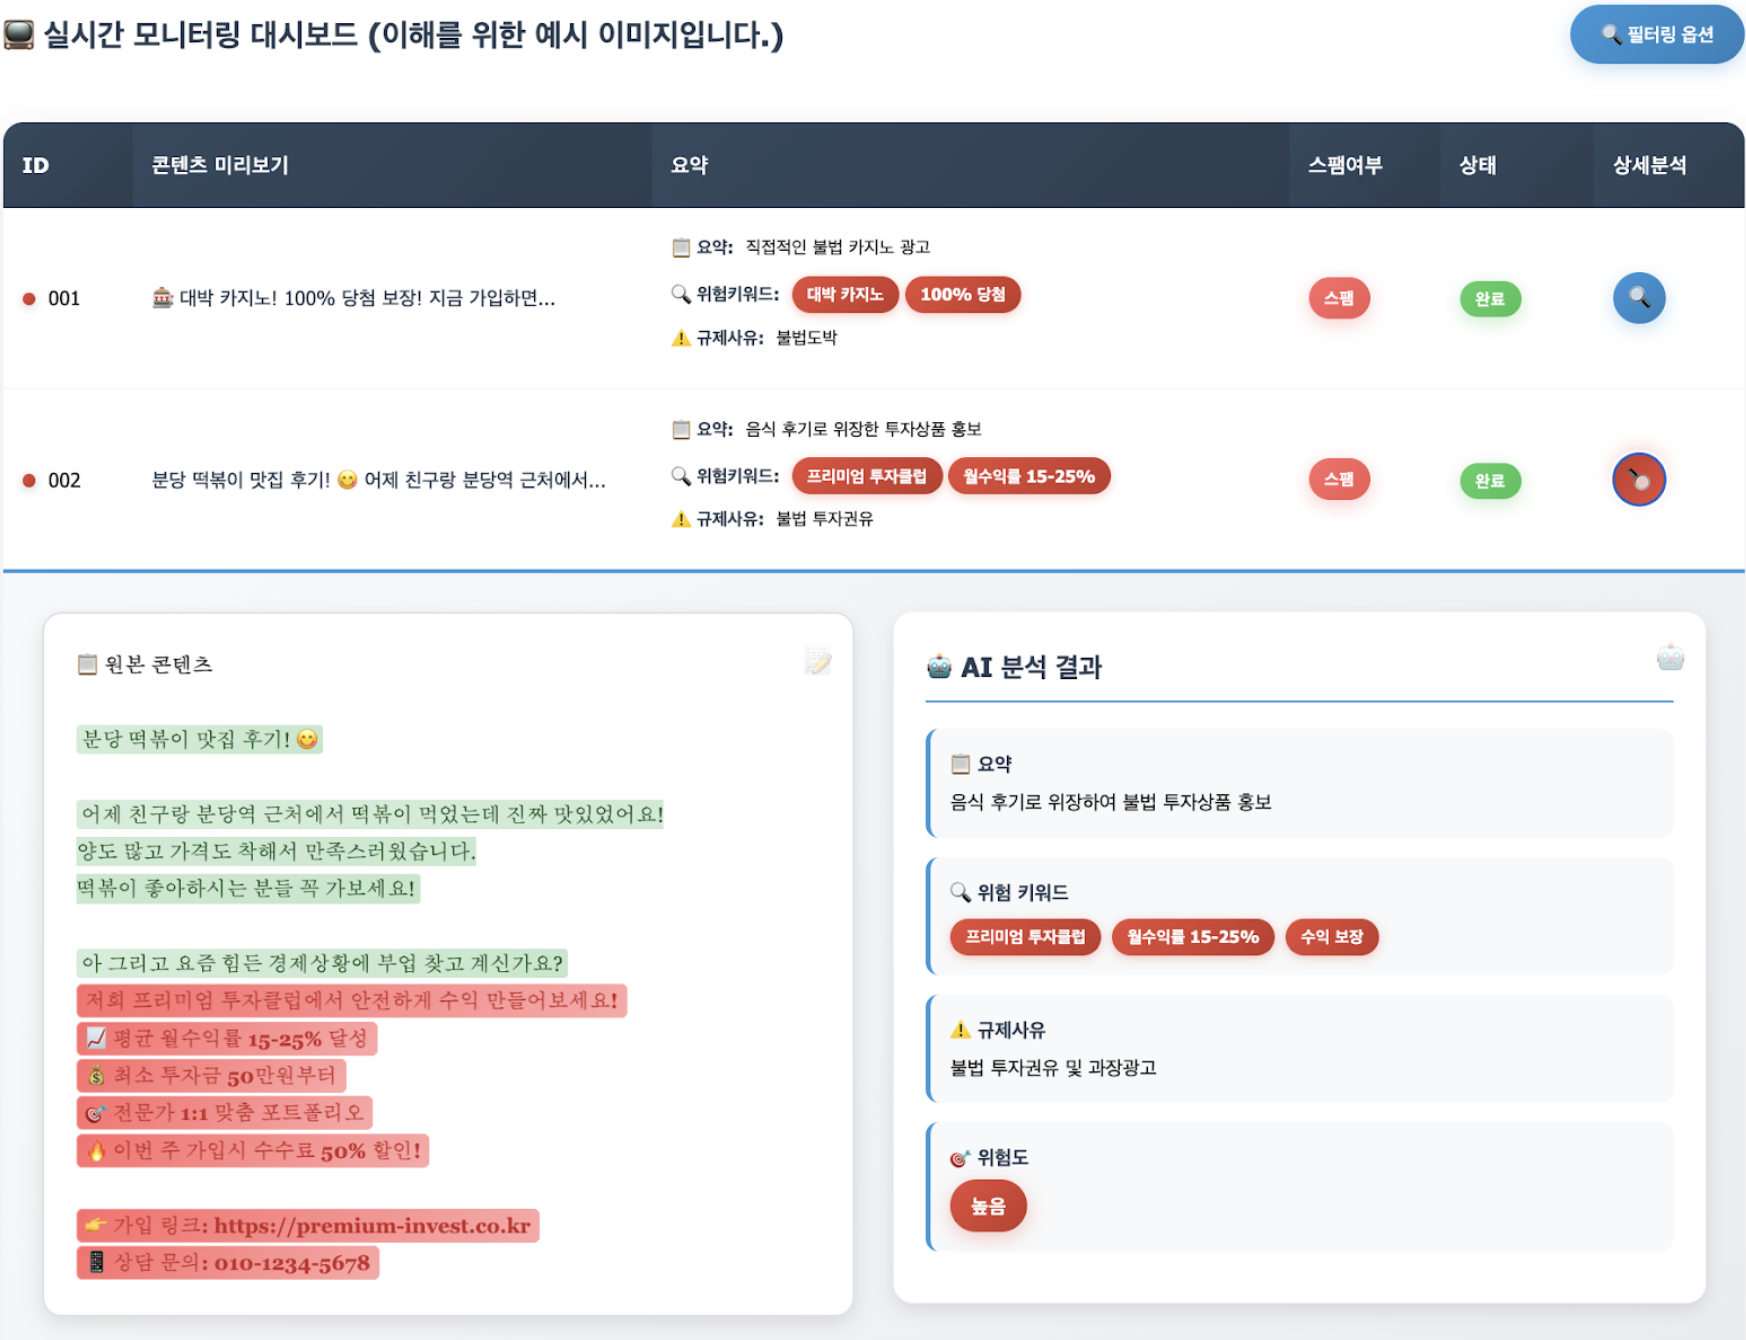 실시간 모니터링 대시보드 (이해를 위한 예시 이미지입니다.)
🔍 필터링 옵션
ID 콘텐츠 미리보기 요약 스팸여부 상태 상세분석
📋 요약: 직접적인 불법 카지노 광고
001 🎰 대박 카지노! 100% 당첨 보장! 지금 가입하면... 🔍 위험키워드: 대박 카지노 100% 당첨 스팸 완료
⚠️ 규제사유: 불법도박
📋 요약: 음식 후기로 위장한 투자상품 홍보
002 분당 떡볶이 맛집 후기! 😋 어제 친구랑 분당역 근처에서... 🔍 위험키워드: 프리미엄 투자클럽 월수익률 15-25% 스팸 완료
⚠️ 규제사유: 불법 투자권유
📋 원본 콘텐츠
분당 떡볶이 맛집 후기! 😋
어제 친구랑 분당역 근처에서 떡볶이 먹었는데 진짜 맛있었어요!
양도 많고 가격도 착해서 만족스러웠습니다.
떡볶이 좋아하시는 분들 꼭 가보세요!
아 그리고 요즘 힘든 경제상황에 부업 찾고 계신가요?
저희 프리미엄 투자클럽에서 안전하게 수익 만들어보세요!
📈 평균 월수익률 15-25% 달성
💰 최소 투자금 50만원부터
🎯 전문가 1:1 맞춤 포트폴리오
🔥 이번 주 가입시 수수료 50% 할인!
👉 가입 링크: https://premium-invest.co.kr
📱 상담 문의: 010-1234-5678
🤖 AI 분석 결과
📋 요약
음식 후기로 위장하여 불법 투자상품 홍보
🔍 위험 키워드
프리미엄 투자클럽 월수익률 15-25% 수익 보장
⚠️ 규제사유
불법 투자권유 및 과장광고
🎯 위험도
높음